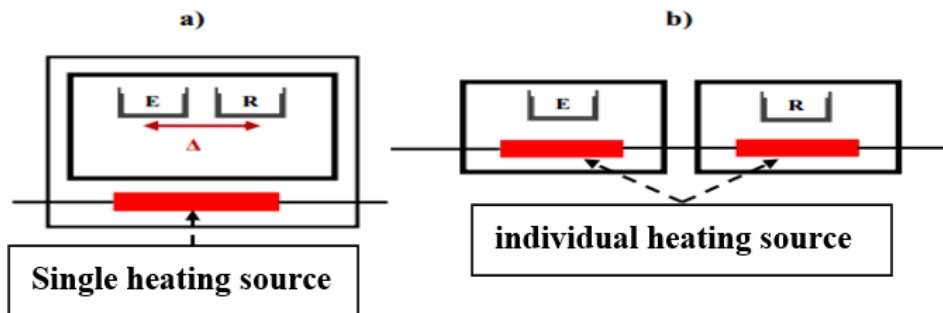 a)
E
R
Δ
Single heating source
b)
E
R
individual heating source